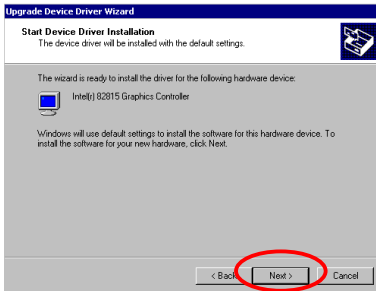 Upgrade Device Driver Wizard
Start Device Driver Installation
The device driver will be installed with the default settings.
The wizard is ready to install the driver for the following hardware device:
Intel(r) 82815 Graphics Controller
Windows will use default settings to install the software for this hardware device. To
install the software for your new hardware, click Next.
< Back Next > Cancel